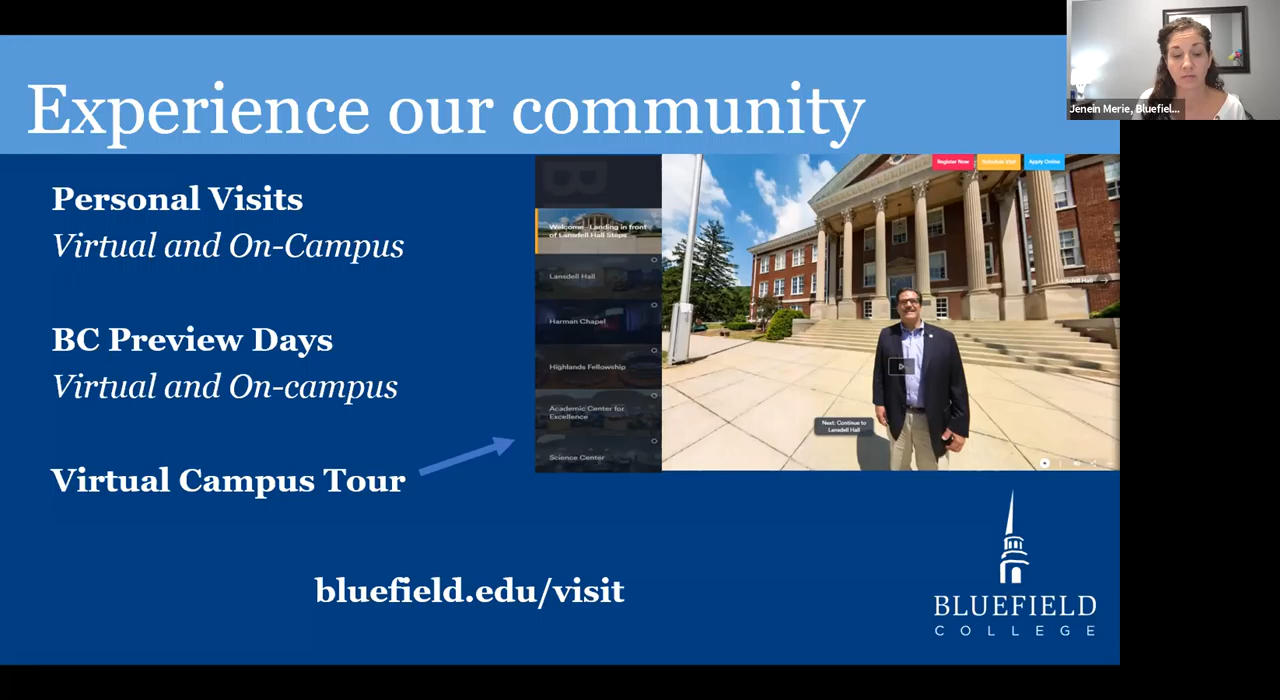 Experience our community
Jenein Merie, Bluefiel...
Personal Visits
Virtual and On-Campus
BC Preview Days
Virtual and On-campus
Virtual Campus Tour
Welcome - Landing in front
of Lansdell Hall Steps
Lansdell Hall
Harman Chapel
Highlands Fellowship
Academic Center for
Excellence
Science Center
Register Now
Schedule Visit
Apply Online
Lansdell Hall
Next: Continue to
Lansdell Hall
bluefield.edu/visit
BLUEFIELD
COLLEGE